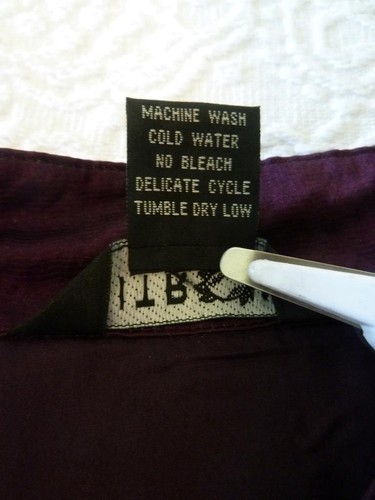 MACHINE WASH
COLD WATER
NO BLEACH
DELICATE CYCLE
TUMBLE DRY LOW